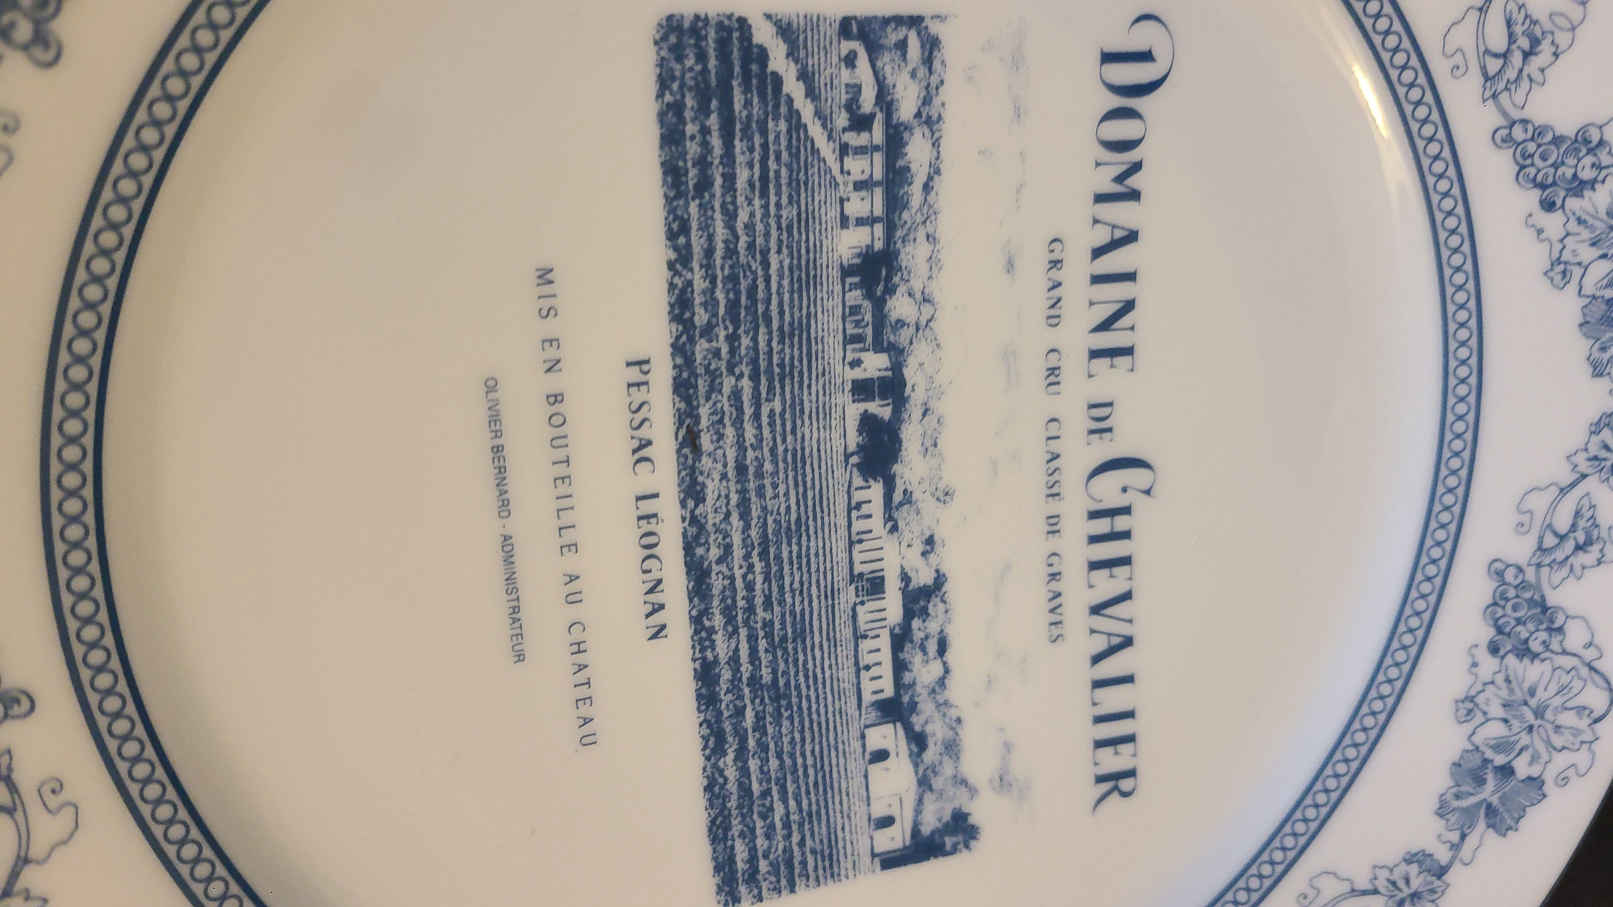 DOMAINE DE CHEVALIER
GRAND CRU CLASSÉ DE GRAVES
PESSAC LÉOGNAN
MIS EN BOUTEILLE AU CHATEAU
OLIVIER BERNARD - ADMINISTRATEUR